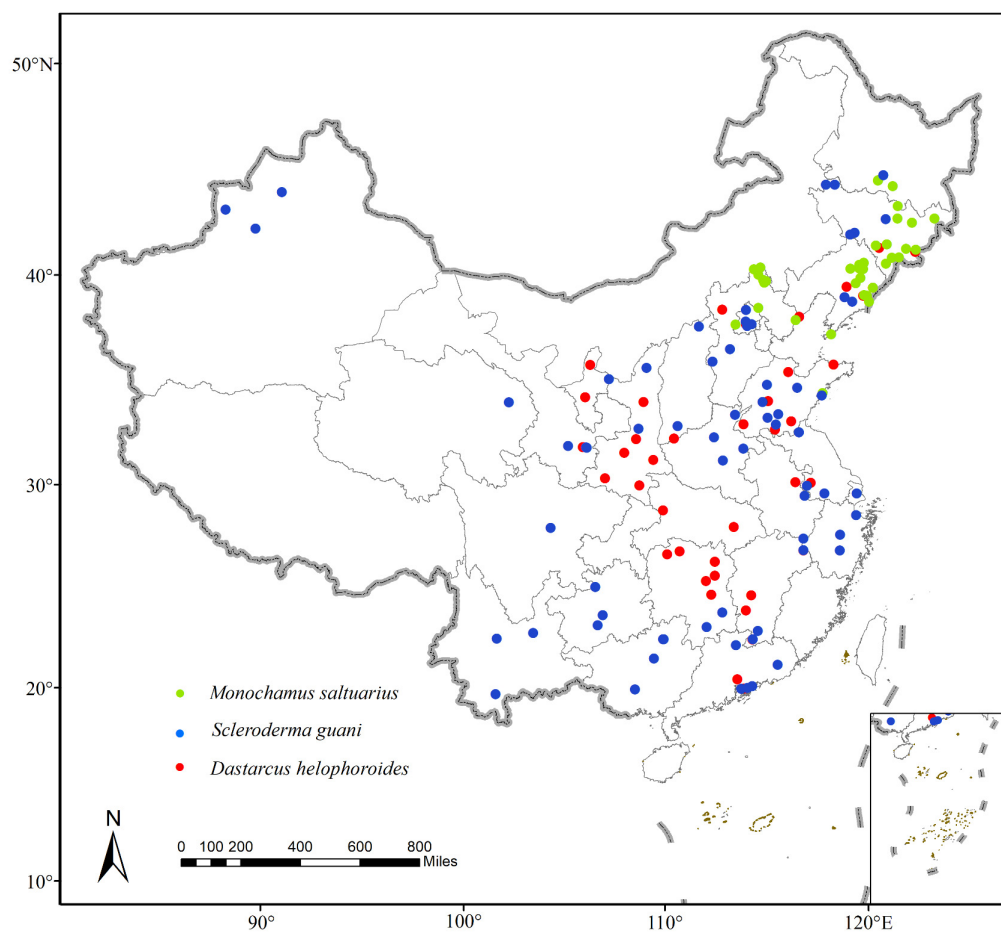 50°N
40°
30°
20°
10°
Monochamus saltuarius
Scleroderma guani
Dastarcus helophoroides
N
0 100 200 400 600 800
Miles
90° 100° 110° 120°E